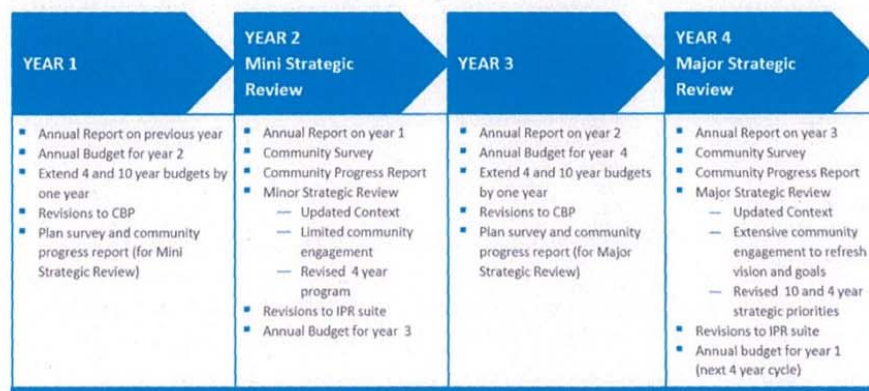 YEAR 1
■ Annual Report on previous year
■ Annual Budget for year 2
■ Extend 4 and 10 year budgets by
one year
■ Revisions to CBP
■ Plan survey and community
progress report (for Mini
Strategic Review)
YEAR 2
Mini Strategic
Review
■ Annual Report on year 1
■ Community Survey
■ Community Progress Report
■ Minor Strategic Review
— Updated Context
— Limited community
engagement
— Revised 4 year
program
■ Revisions to IPR suite
■ Annual Budget for year 3
YEAR 3
■ Annual Report on year 2
■ Annual Budget for year 4
■ Extend 4 and 10 year budgets
by one year
■ Revisions to CBP
■ Plan survey and community
progress report (for Major
Strategic Review)
YEAR 4
Major Strategic
Review
■ Annual Report on year 3
■ Community Survey
■ Community Progress Report
■ Major Strategic Review
— Updated Context
— Extensive community
engagement to refresh
vision and goals
— Revised 10 and 4 year
strategic priorities
■ Revisions to IPR suite
■ Annual budget for year 1
(next 4 year cycle)